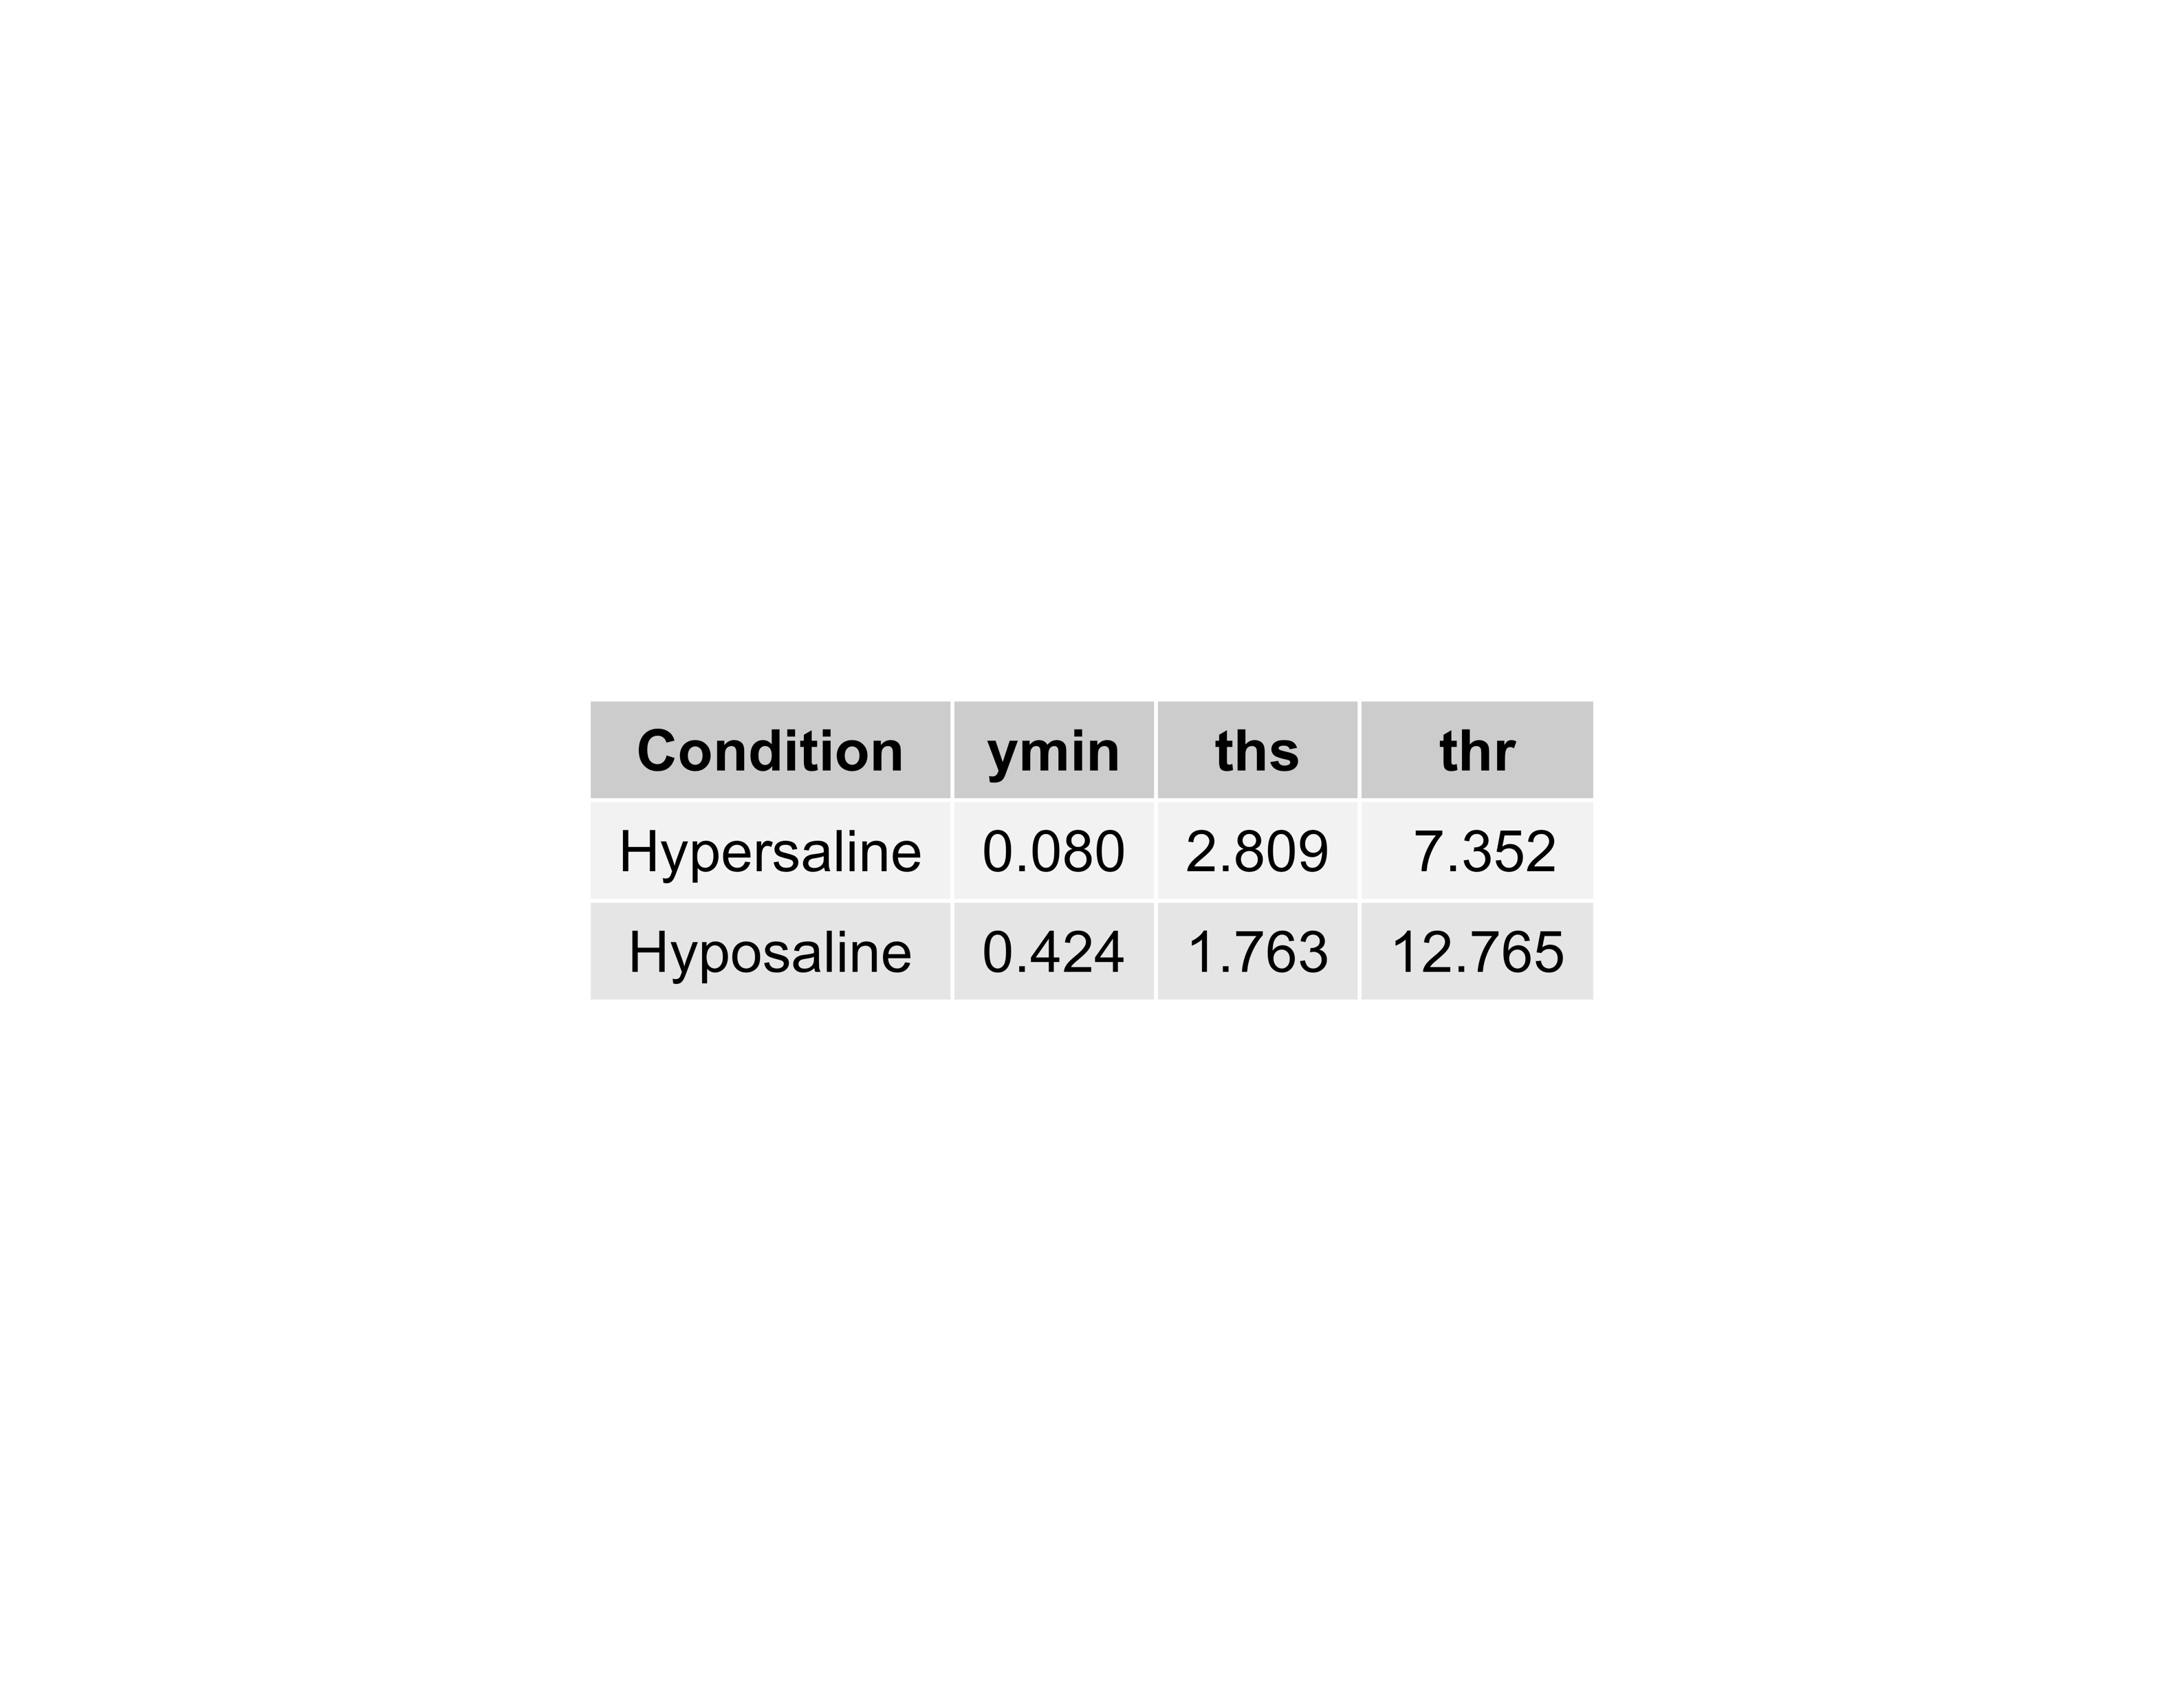 Condition ymin ths thr
Hypersaline 0.080 2.809 7.352
Hyposaline 0.424 1.763 12.765